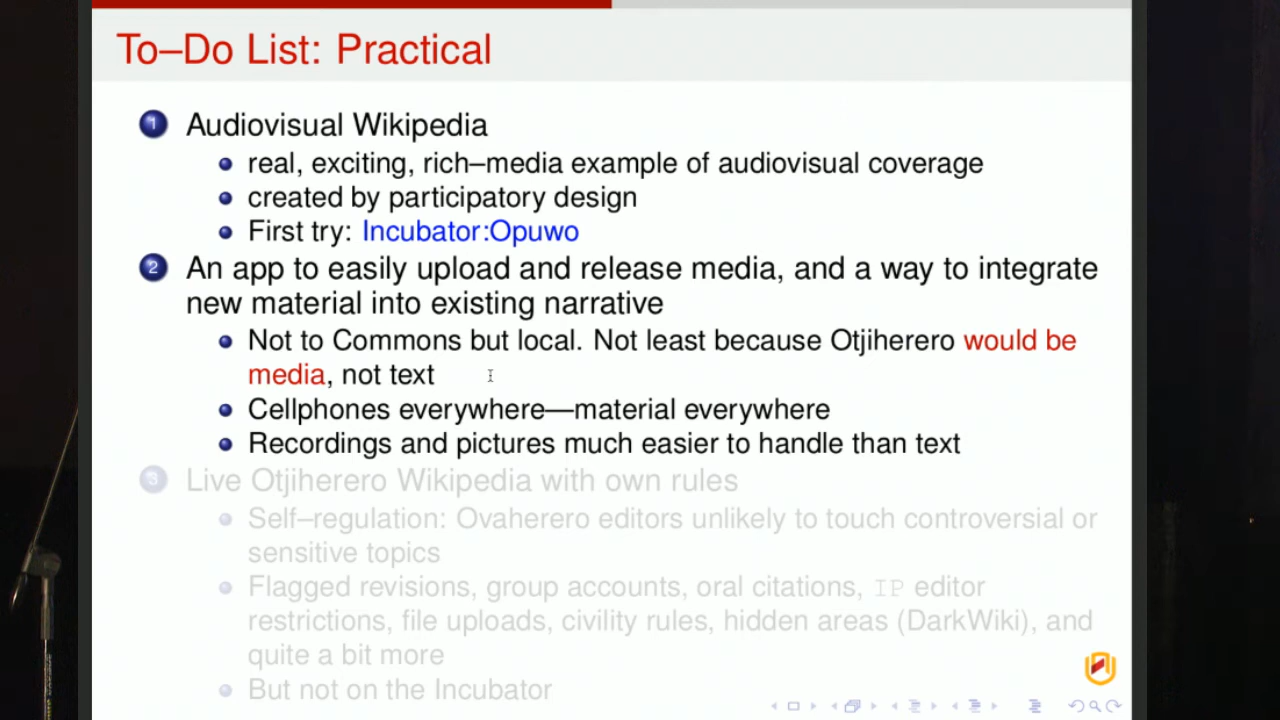 To–Do List: Practical
1 Audiovisual Wikipedia
real, exciting, rich–media example of audiovisual coverage
created by participatory design
First try: Incubator:Opuwo
2 An app to easily upload and release media, and a way to integrate
new material into existing narrative
Not to Commons but local. Not least because Otjiherero would be
media, not text
Cellphones everywhere—material everywhere
Recordings and pictures much easier to handle than text
3 Live Otjiherero Wikipedia with own rules
Self–regulation: Ovaherero editors unlikely to touch controversial or
sensitive topics
Flagged revisions, group accounts, oral citations, IP editor
restrictions, file uploads, civility rules, hidden areas (DarkWiki), and
quite a bit more
But not on the Incubator